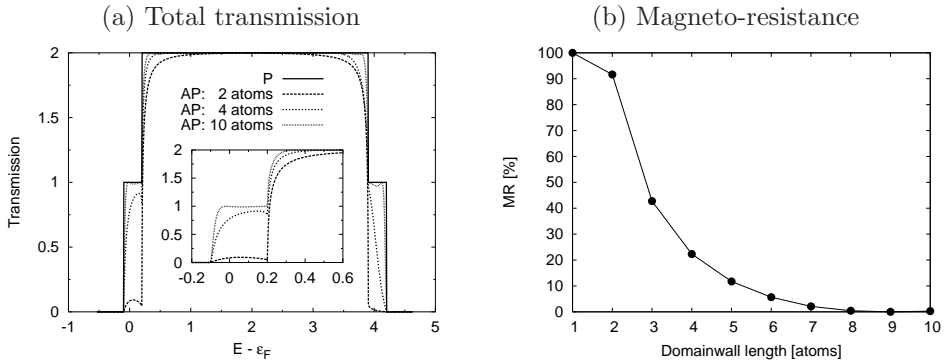 (a) Total transmission
Transmission
2
1.5
1
0.5
0
-1 0 1 2 3 4 5
E - εF
P
AP: 2 atoms
AP: 4 atoms
AP: 10 atoms
2
1.5
1
0.5
0
-0.2 0 0.2 0.4 0.6
(b) Magneto-resistance
MR [%]
100
90
80
70
60
50
40
30
20
10
0
1 2 3 4 5 6 7 8 9 10
Domainwall length [atoms]